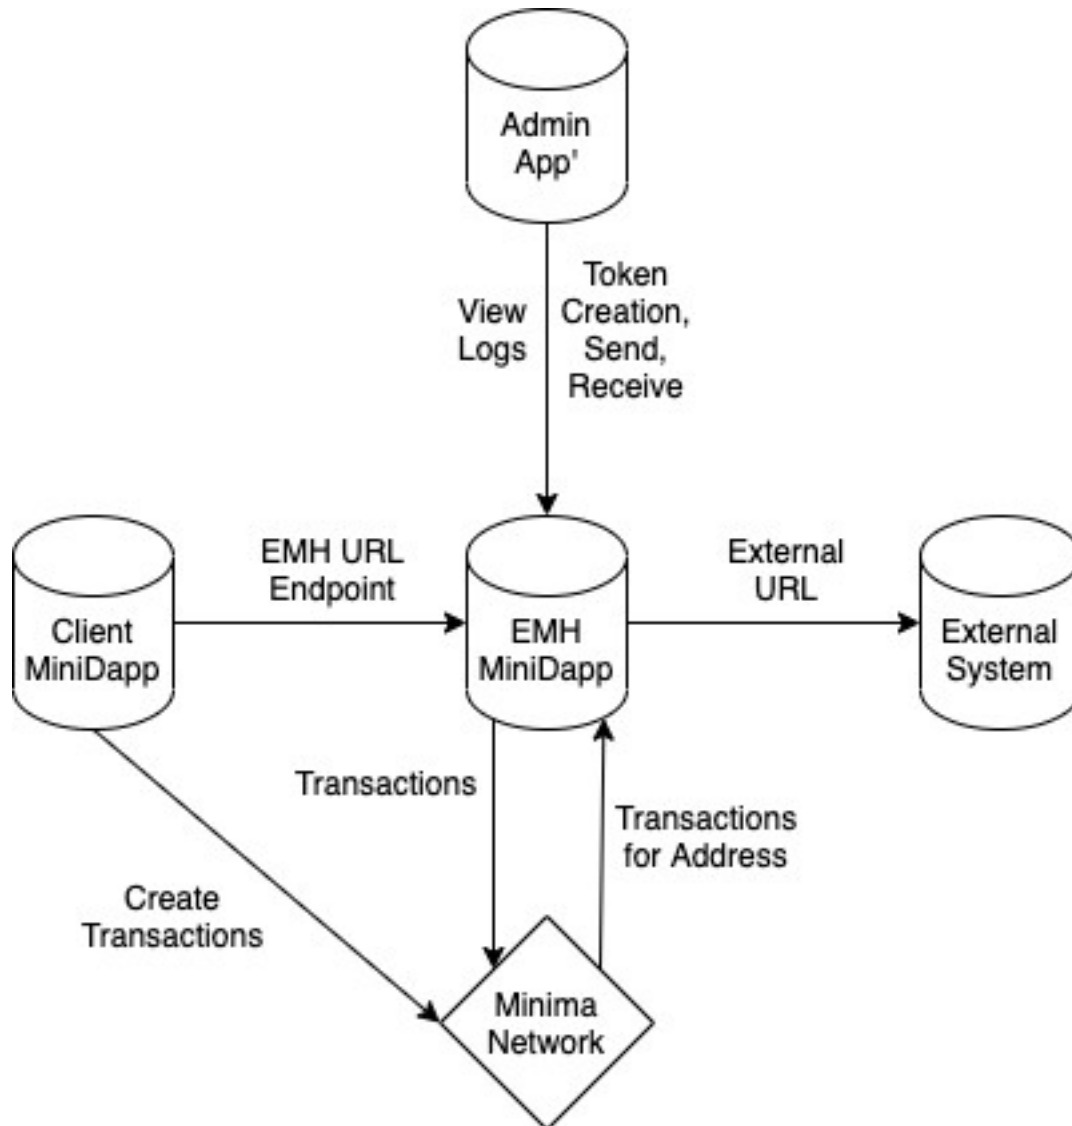 Admin
App'
View
Logs
Token
Creation,
Send,
Receive
EMH URL
Endpoint
External
URL
Client
MiniDapp
EMH
MiniDapp
External
System
Transactions
Transactions
for Address
Create
Transactions
Minima
Network